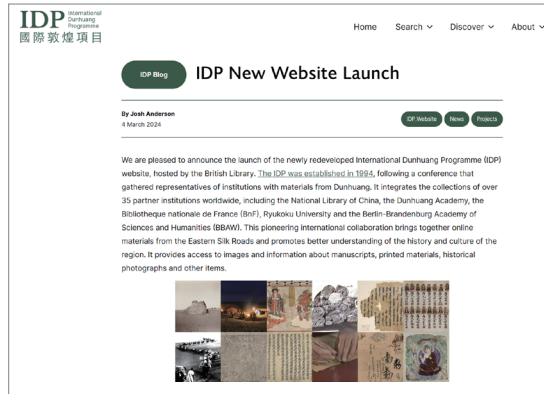 IDP International
Dunhuang
Programme
國際敦煌項目
Home Search Discover About
IDP Blog
IDP New Website Launch
By Josh Anderson
4 March 2024
IDP Website News Projects
We are pleased to announce the launch of the newly redeveloped International Dunhuang Programme (IDP)
website, hosted by the British Library. The IDP was established in 1994, following a conference that
gathered representatives of institutions with materials from Dunhuang. It integrates the collections of over
35 partner institutions worldwide, including the National Library of China, the Dunhuang Academy, the
Bibliotheque nationale de France (BnF), Ryukoku University and the Berlin-Brandenburg Academy of
Sciences and Humanities (BBAW). This pioneering international collaboration brings together online
materials from the Eastern Silk Roads and promotes better understanding of the history and culture of the
region. It provides access to images and information about manuscripts, printed materials, historical
photographs and other items.